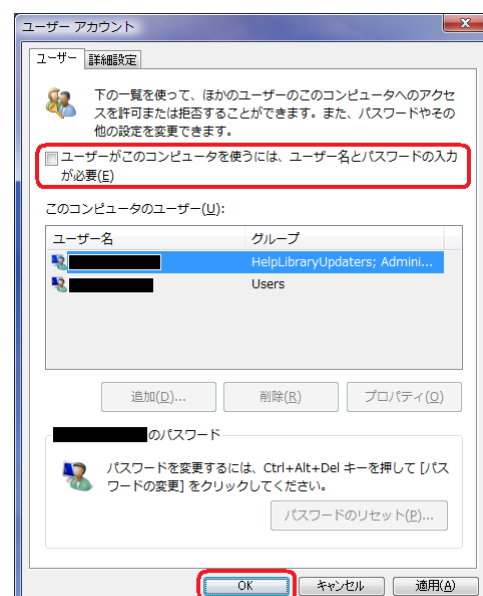 ユーザー アカウント
ユーザー 詳細設定
下の一覧を使って、ほかのユーザーのこのコンピュータへのアクセ
スを許可または拒否することができます。また、パスワードやその
他の設定を変更できます。
ユーザーがこのコンピュータを使うには、ユーザー名とパスワードの入力
が必要(E)
このコンピュータのユーザー(U):
ユーザー名 グループ
HelpLibraryUpdaters; Admini...
Users
追加(D)... 削除(R) プロパティ(O)
のパスワード
パスワードを変更するには、Ctrl+Alt+Del キーを押して [パス
ワードの変更] をクリックしてください。
パスワードのリセット(P)...
OK キャンセル 適用(A)